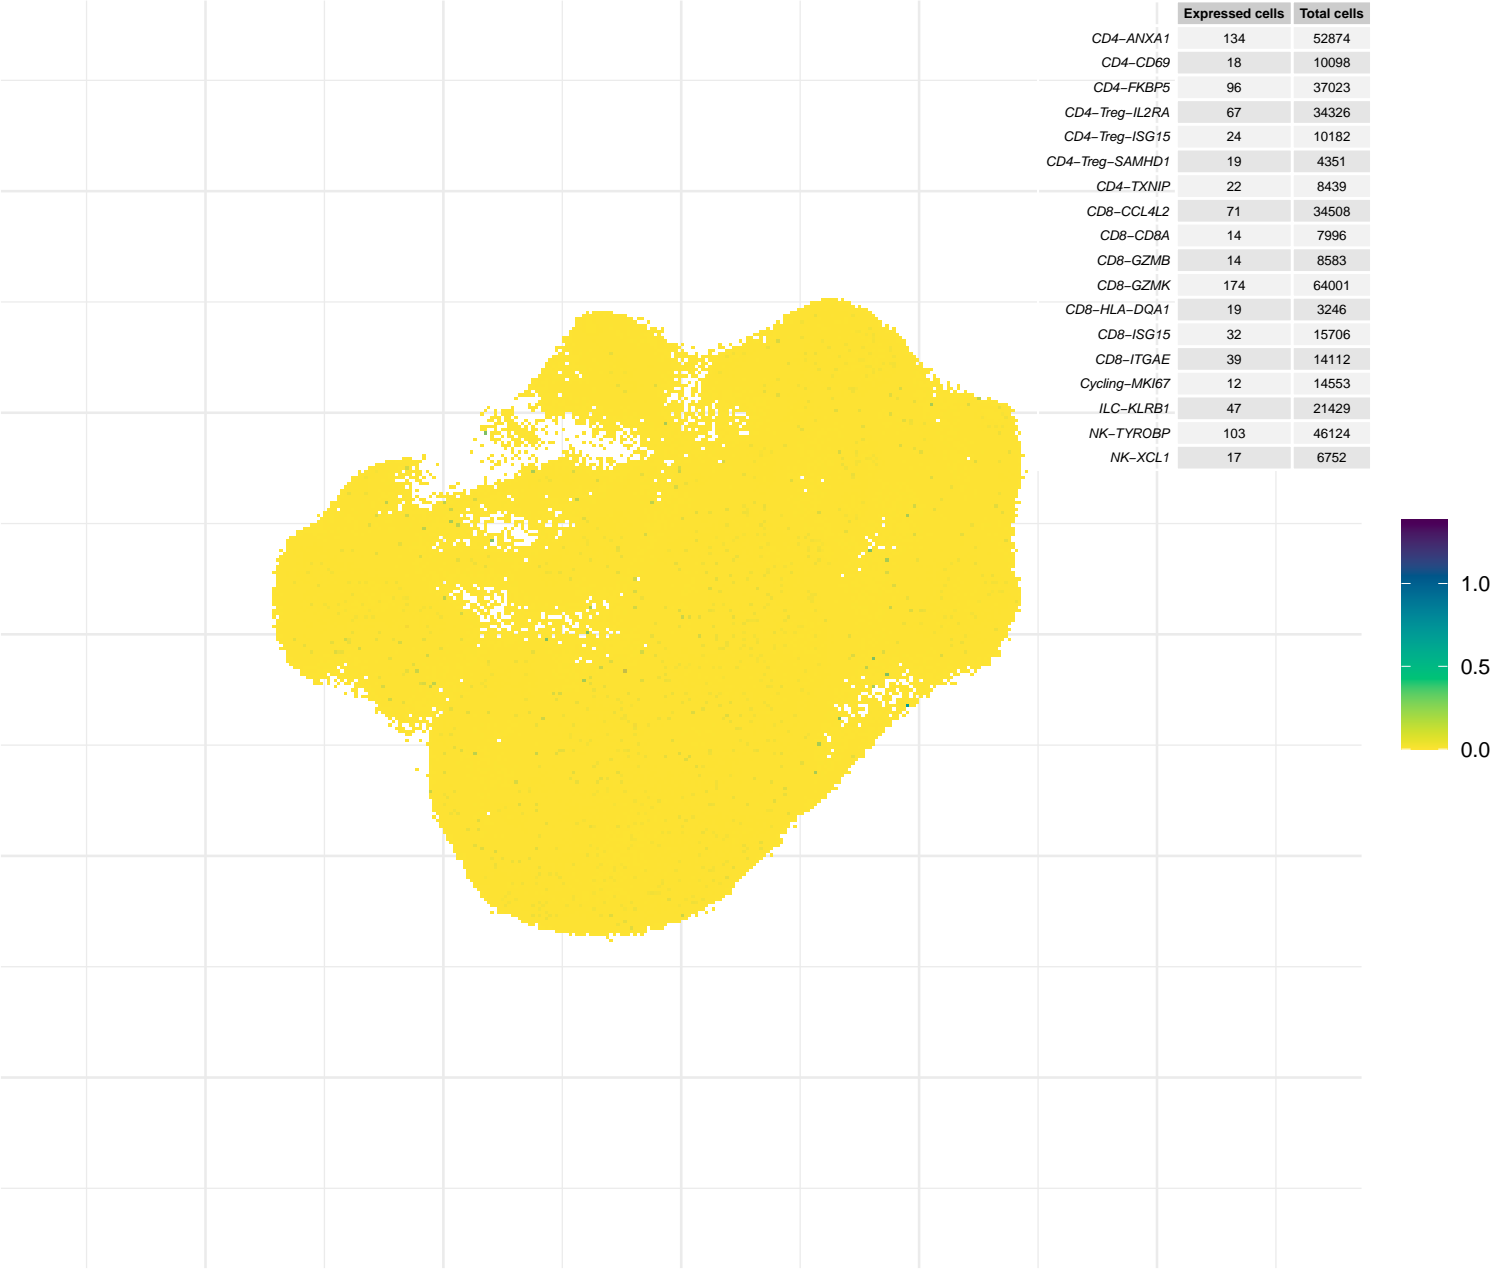 Expressed cells Total cells
CD4−ANXA1 134 52874
CD4−CD69 18 10098
CD4−FKBP5 96 37023
CD4−Treg−IL2RA 67 34326
CD4−Treg−ISG15 24 10182
CD4−Treg−SAMHD1 19 4351
CD4−TXNIP 22 8439
CD8−CCL4L2 71 34508
CD8−CD8A 14 7996
CD8−GZMB 14 8583
CD8−GZMK 174 64001
CD8−HLA−DQA1 19 3246
CD8−ISG15 32 15706
CD8−ITGAE 39 14112
Cycling−MKI67 12 14553
ILC−KLRB1 47 21429
NK−TYROBP 103 46124
NK−XCL1 17 6752
1.0
0.5
0.0